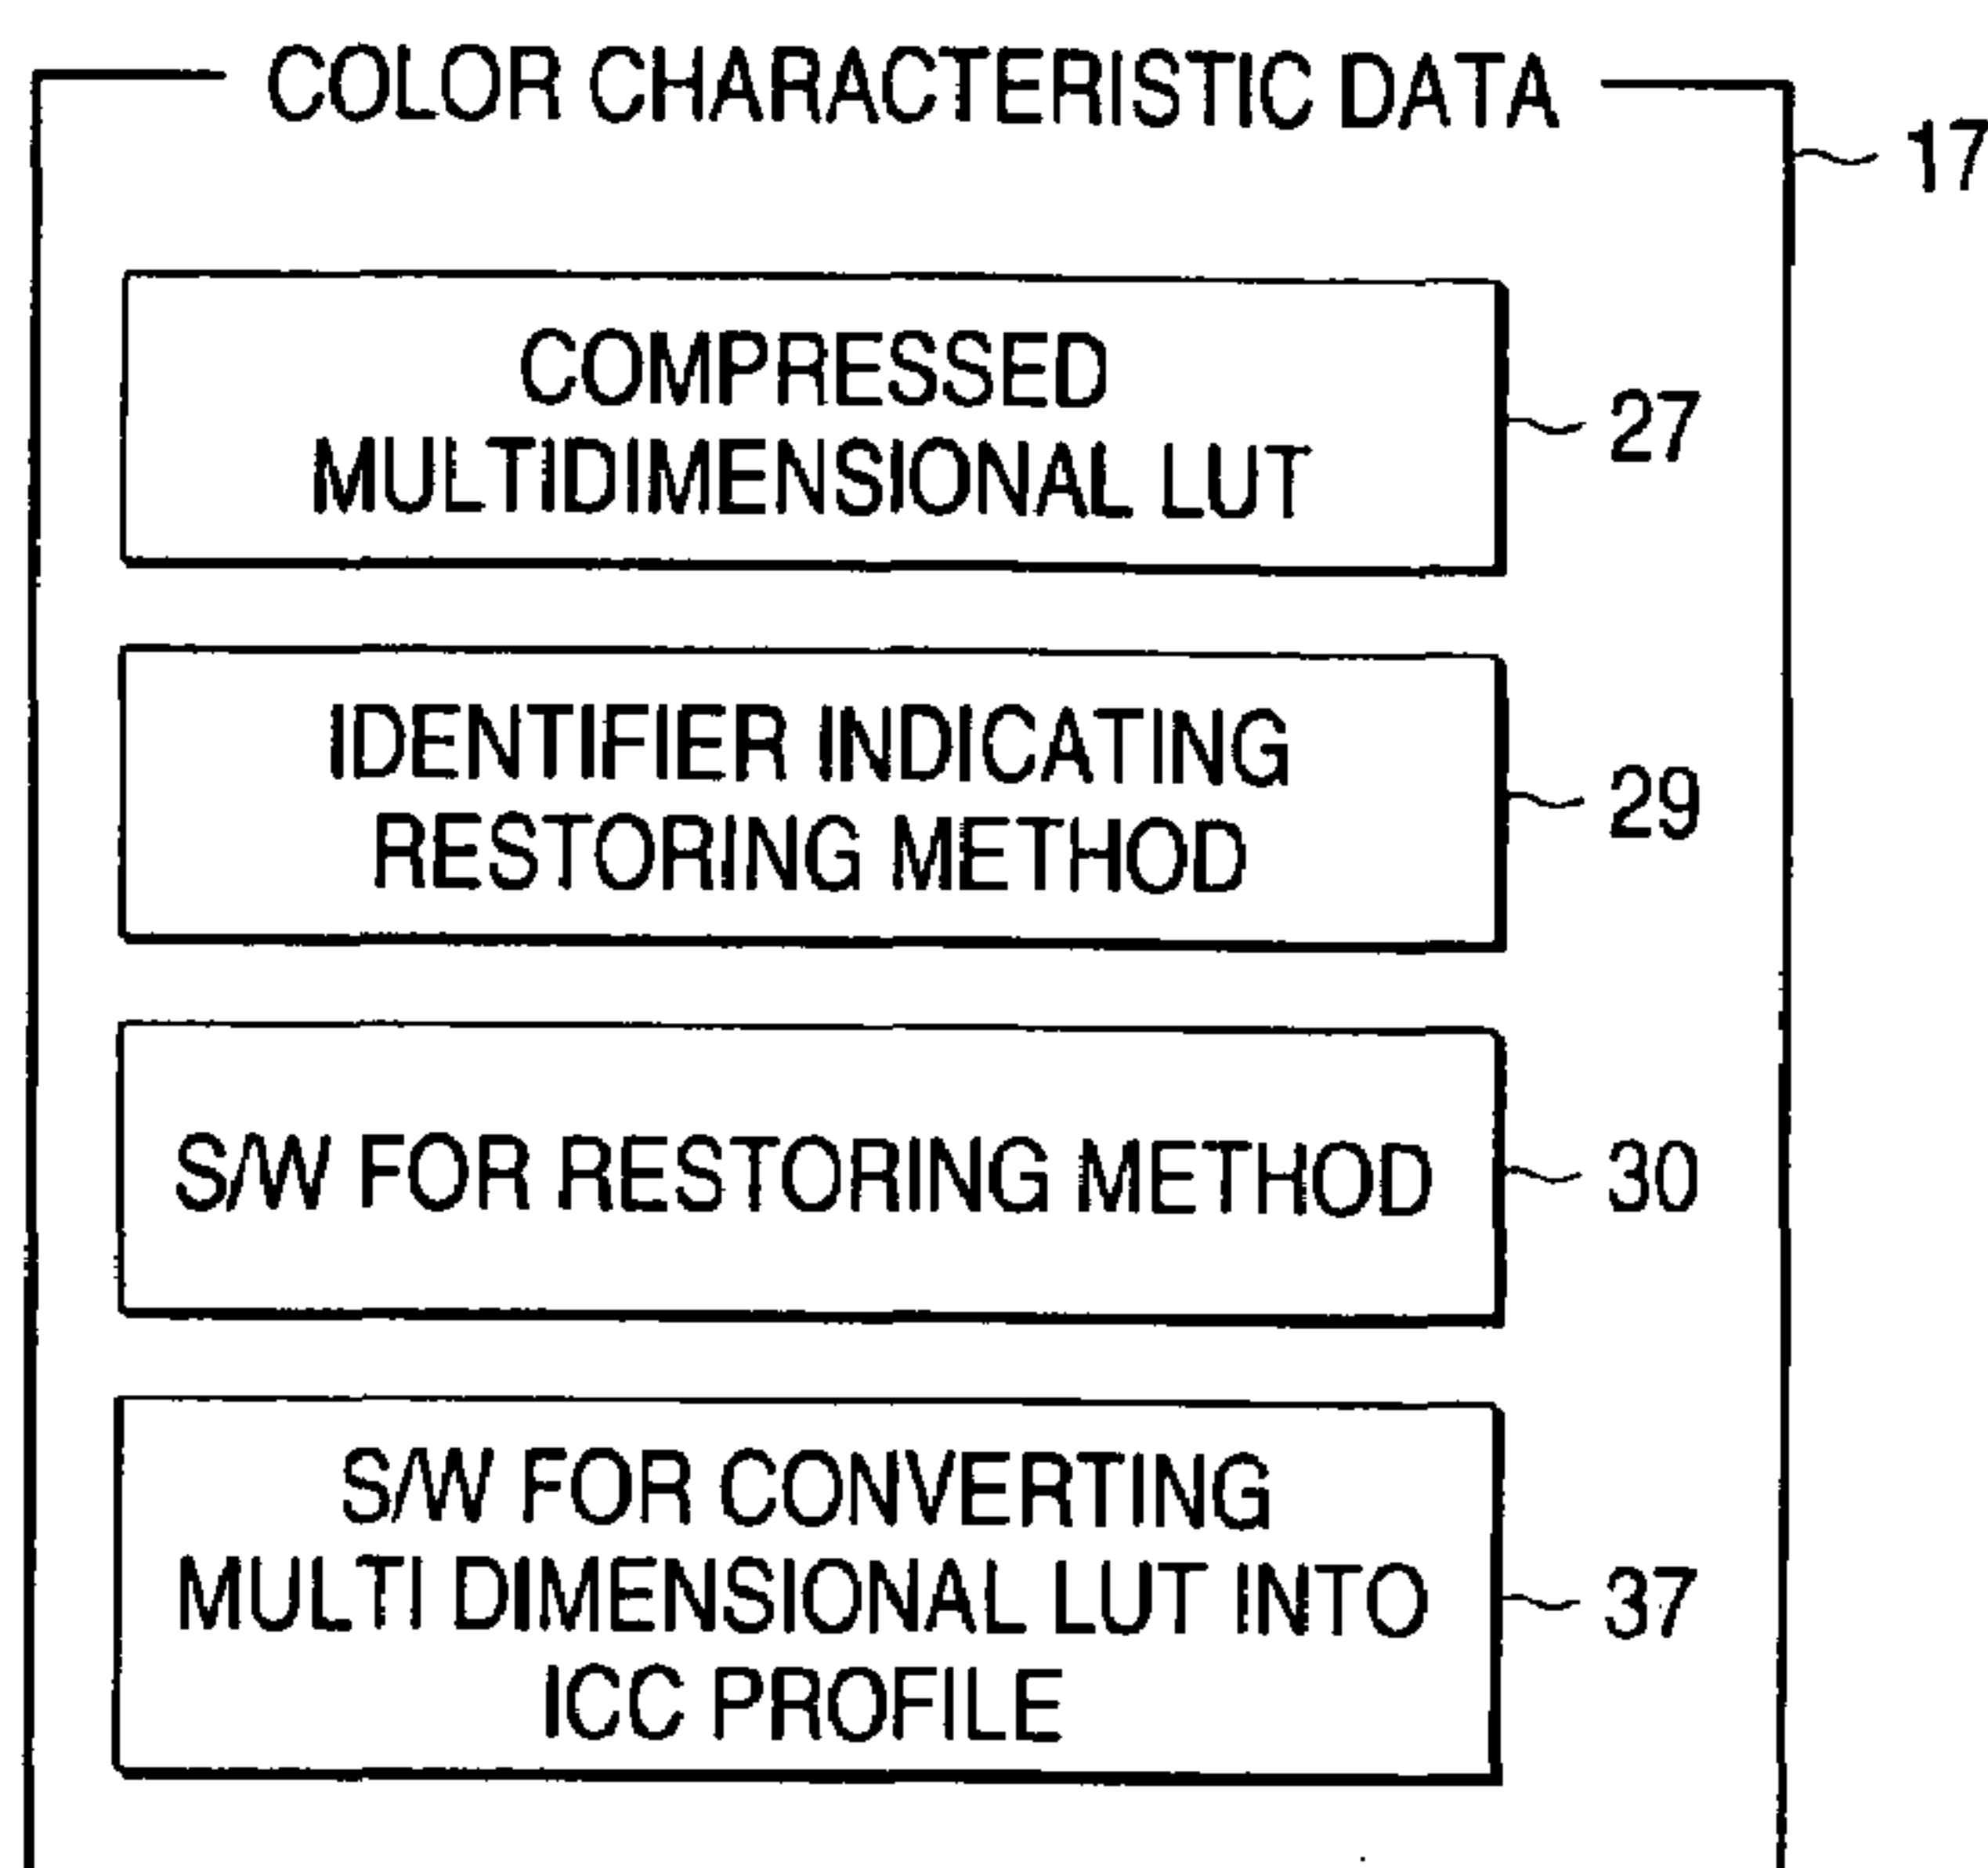 COLOR CHARACTERISTIC DATA
17
COMPRESSED
MULTIDIMENSIONAL LUT
27
IDENTIFIER INDICATING
RESTORING METHOD
29
S/W FOR RESTORING METHOD
30
S/W FOR CONVERTING
MULTI DIMENSIONAL LUT INTO
ICC PROFILE
37